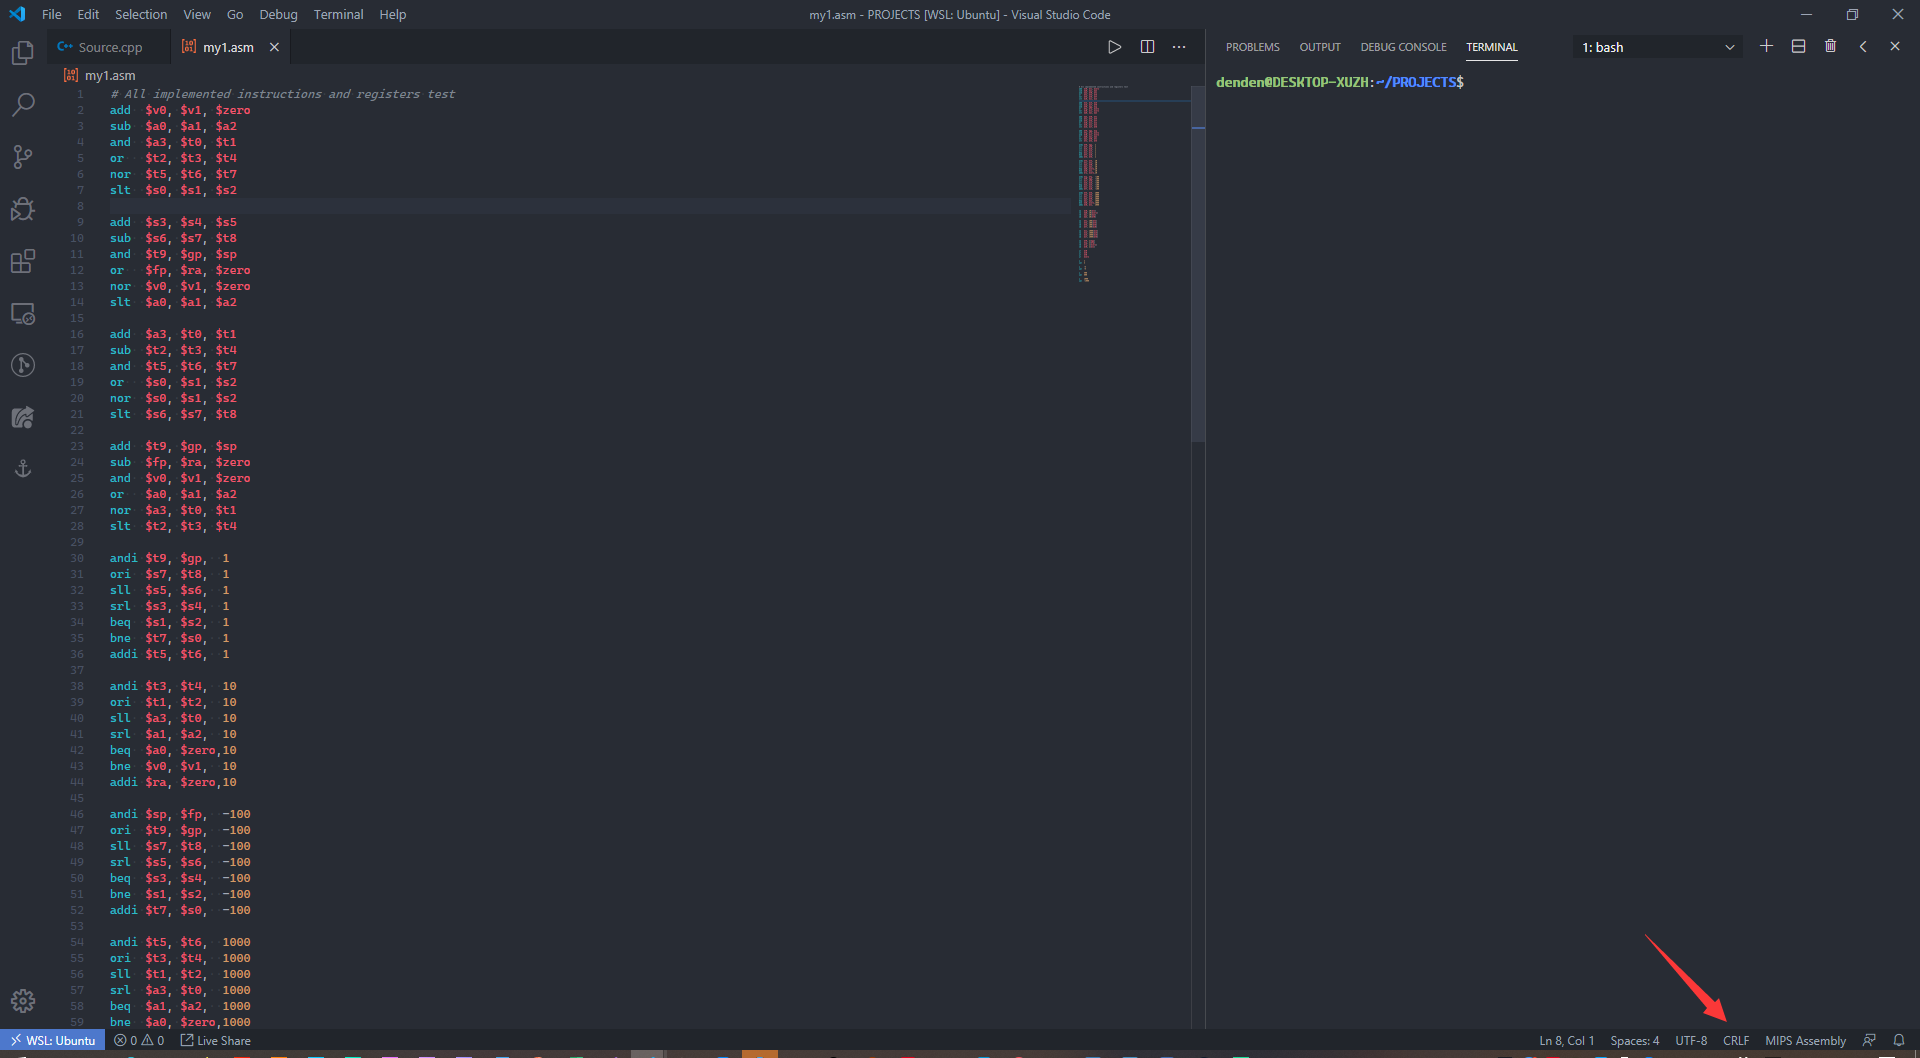 File Edit Selection View Go Debug Terminal Help
my1.asm - PROJECTS [WSL: Ubuntu] - Visual Studio Code
Source.cpp my1.asm
my1.asm
1 # All implemented instructions and registers test
2 add $v0, $v1, $zero
3 sub $a0, $a1, $a2
4 and $a3, $t0, $t1
5 or $t2, $t3, $t4
6 nor $t5, $t6, $t7
7 slt $s0, $s1, $s2
8
9 add $s3, $s4, $s5
10 sub $s6, $s7, $t8
11 and $t9, $gp, $sp
12 or $fp, $ra, $zero
13 nor $v0, $v1, $zero
14 slt $a0, $a1, $a2
15
16 add $a3, $t0, $t1
17 sub $t2, $t3, $t4
18 and $t5, $t6, $t7
19 or $s0, $s1, $s2
20 nor $s0, $s1, $s2
21 slt $s6, $s7, $t8
22
23 add $t9, $gp, $sp
24 sub $fp, $ra, $zero
25 and $v0, $v1, $zero
26 or $a0, $a1, $a2
27 nor $a3, $t0, $t1
28 slt $t2, $t3, $t4
29
30 andi $t9, $gp, 1
31 ori $s7, $t8, 1
32 sll $s5, $s6, 1
33 srl $s3, $s4, 1
34 beq $s1, $s2, 1
35 bne $t7, $s0, 1
36 addi $t5, $t6, 1
37
38 andi $t3, $t4, 10
39 ori $t1, $t2, 10
40 sll $a3, $t0, 10
41 srl $a1, $a2, 10
42 beq $a0, $zero,10
43 bne $v0, $v1, 10
44 addi $ra, $zero,10
45
46 andi $sp, $fp, -100
47 ori $t9, $gp, -100
48 sll $s7, $t8, -100
49 srl $s5, $s6, -100
50 beq $s3, $s4, -100
51 bne $s1, $s2, -100
52 addi $t7, $s0, -100
53
54 andi $t5, $t6, 1000
55 ori $t3, $t4, 1000
56 sll $t1, $t2, 1000
57 srl $a3, $t0, 1000
58 beq $a1, $a2, 1000
59 bne $a0, $zero,1000
PROBLEMS OUTPUT DEBUG CONSOLE TERMINAL 1: bash
denden@DESKTOP-XUZH:~/PROJECTS$
WSL: Ubuntu 0 0 Live Share
Ln 8, Col 1 Spaces: 4 UTF-8 CRLF MIPS Assembly